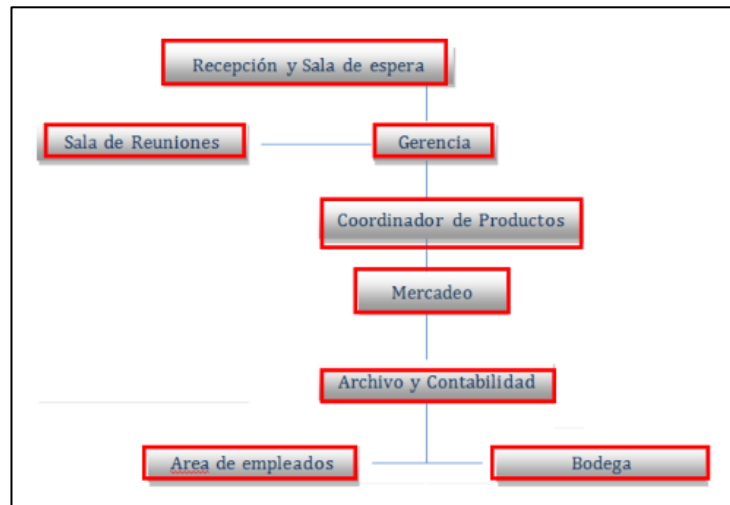 Recepción y Sala de espera
Sala de Reuniones
Gerencia
Coordinador de Productos
Mercadeo
Archivo y Contabilidad
Area de empleados
Bodega